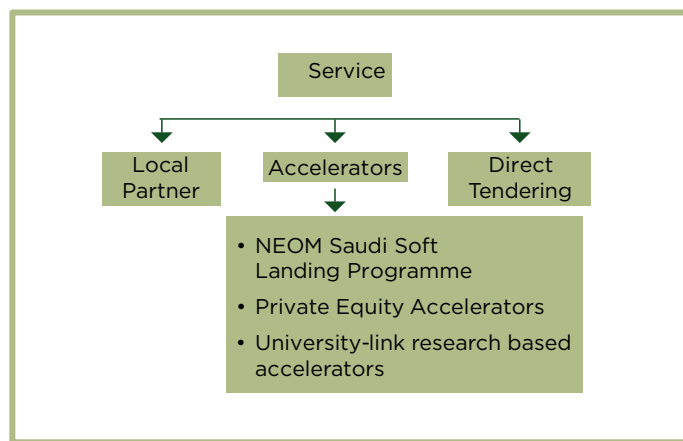 Service
Local
Partner
Accelerators
Direct
Tendering
• NEOM Saudi Soft
Landing Programme
• Private Equity Accelerators
• University-link research based
accelerators